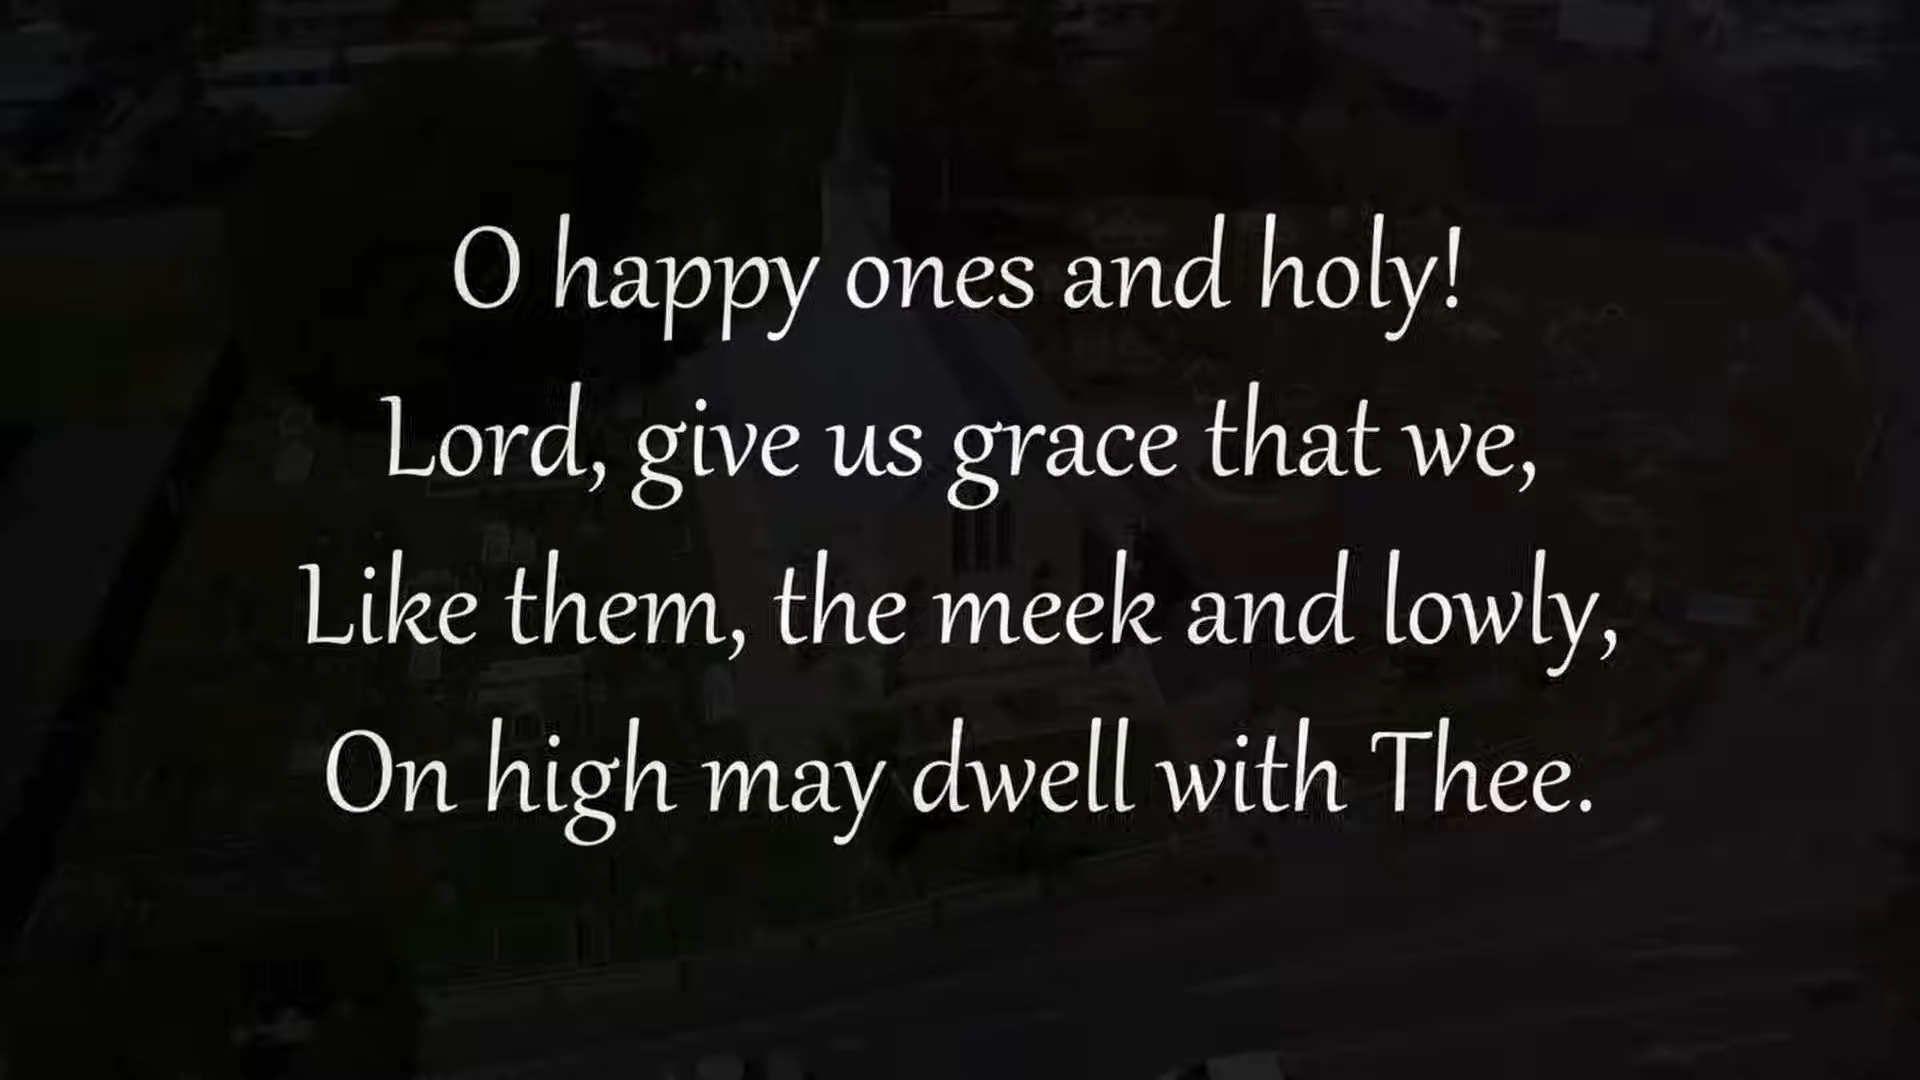 O happy ones and holy!
Lord, give us grace that we,
Like them, the meek and lowly,
On high may dwell with Thee.